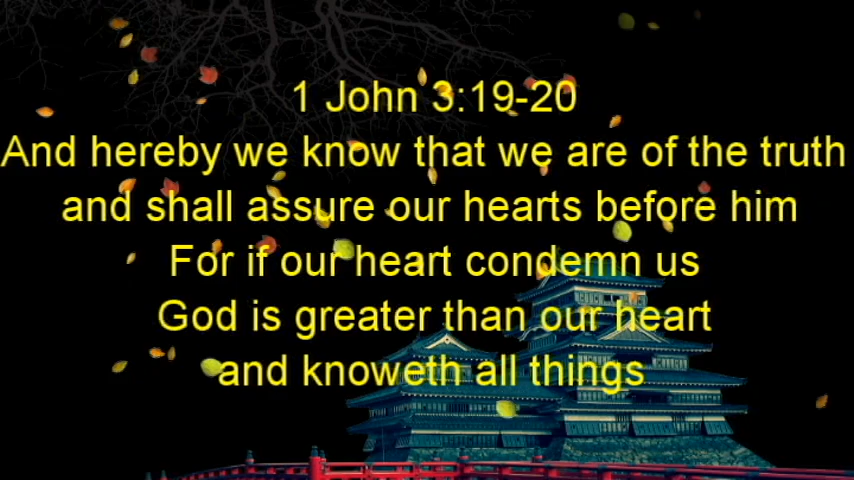 1 John 3:19-20
And hereby we know that we are of the truth
and shall assure our hearts before him
For if our heart condemn us
God is greater than our heart
and knoweth all things